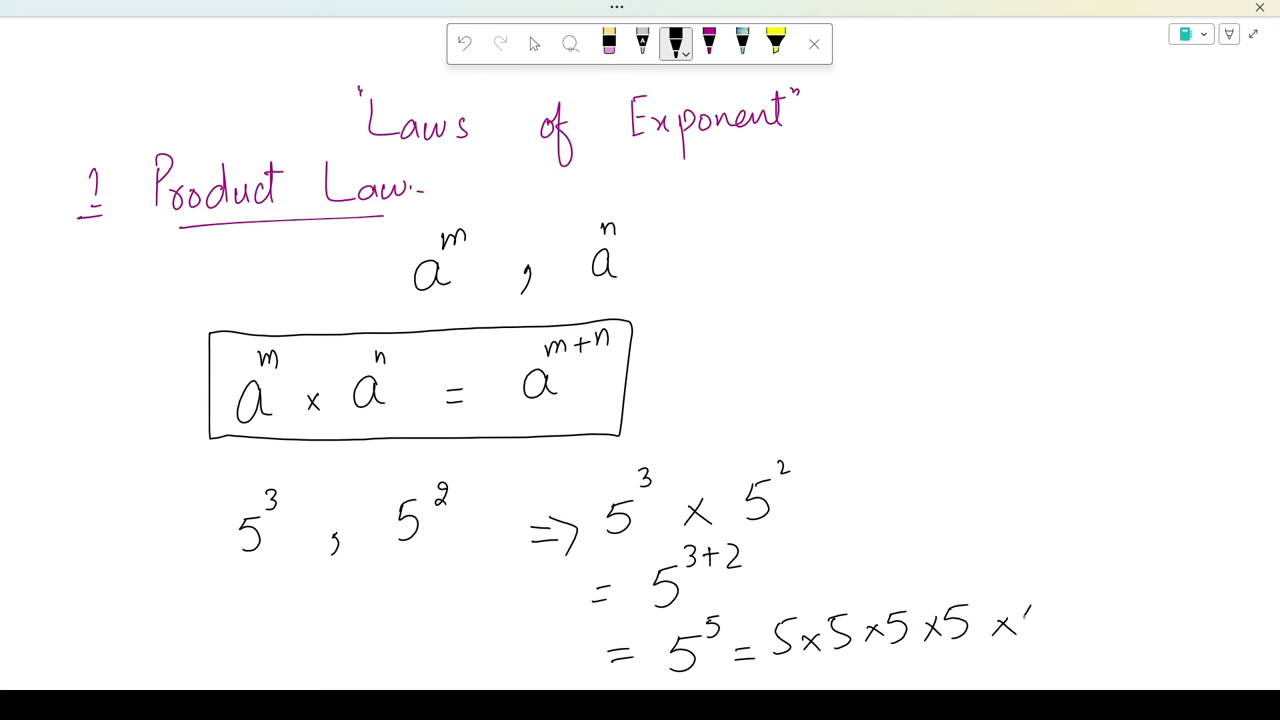 "Laws of Exponent"
1 Product Law:-
a^m , a^n
a^m × a^n = a^(m+n)
5^3 , 5^2 ⇒ 5^3 × 5^2
= 5^(3+2)
= 5^5 = 5×5×5×5×